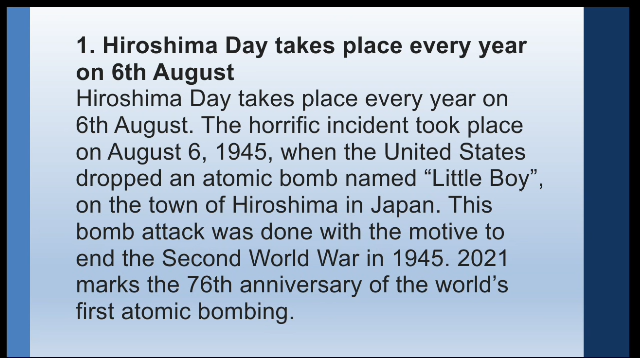 1. Hiroshima Day takes place every year
on 6th August
Hiroshima Day takes place every year on
6th August. The horrific incident took place
on August 6, 1945, when the United States
dropped an atomic bomb named “Little Boy”,
on the town of Hiroshima in Japan. This
bomb attack was done with the motive to
end the Second World War in 1945. 2021
marks the 76th anniversary of the world’s
first atomic bombing.